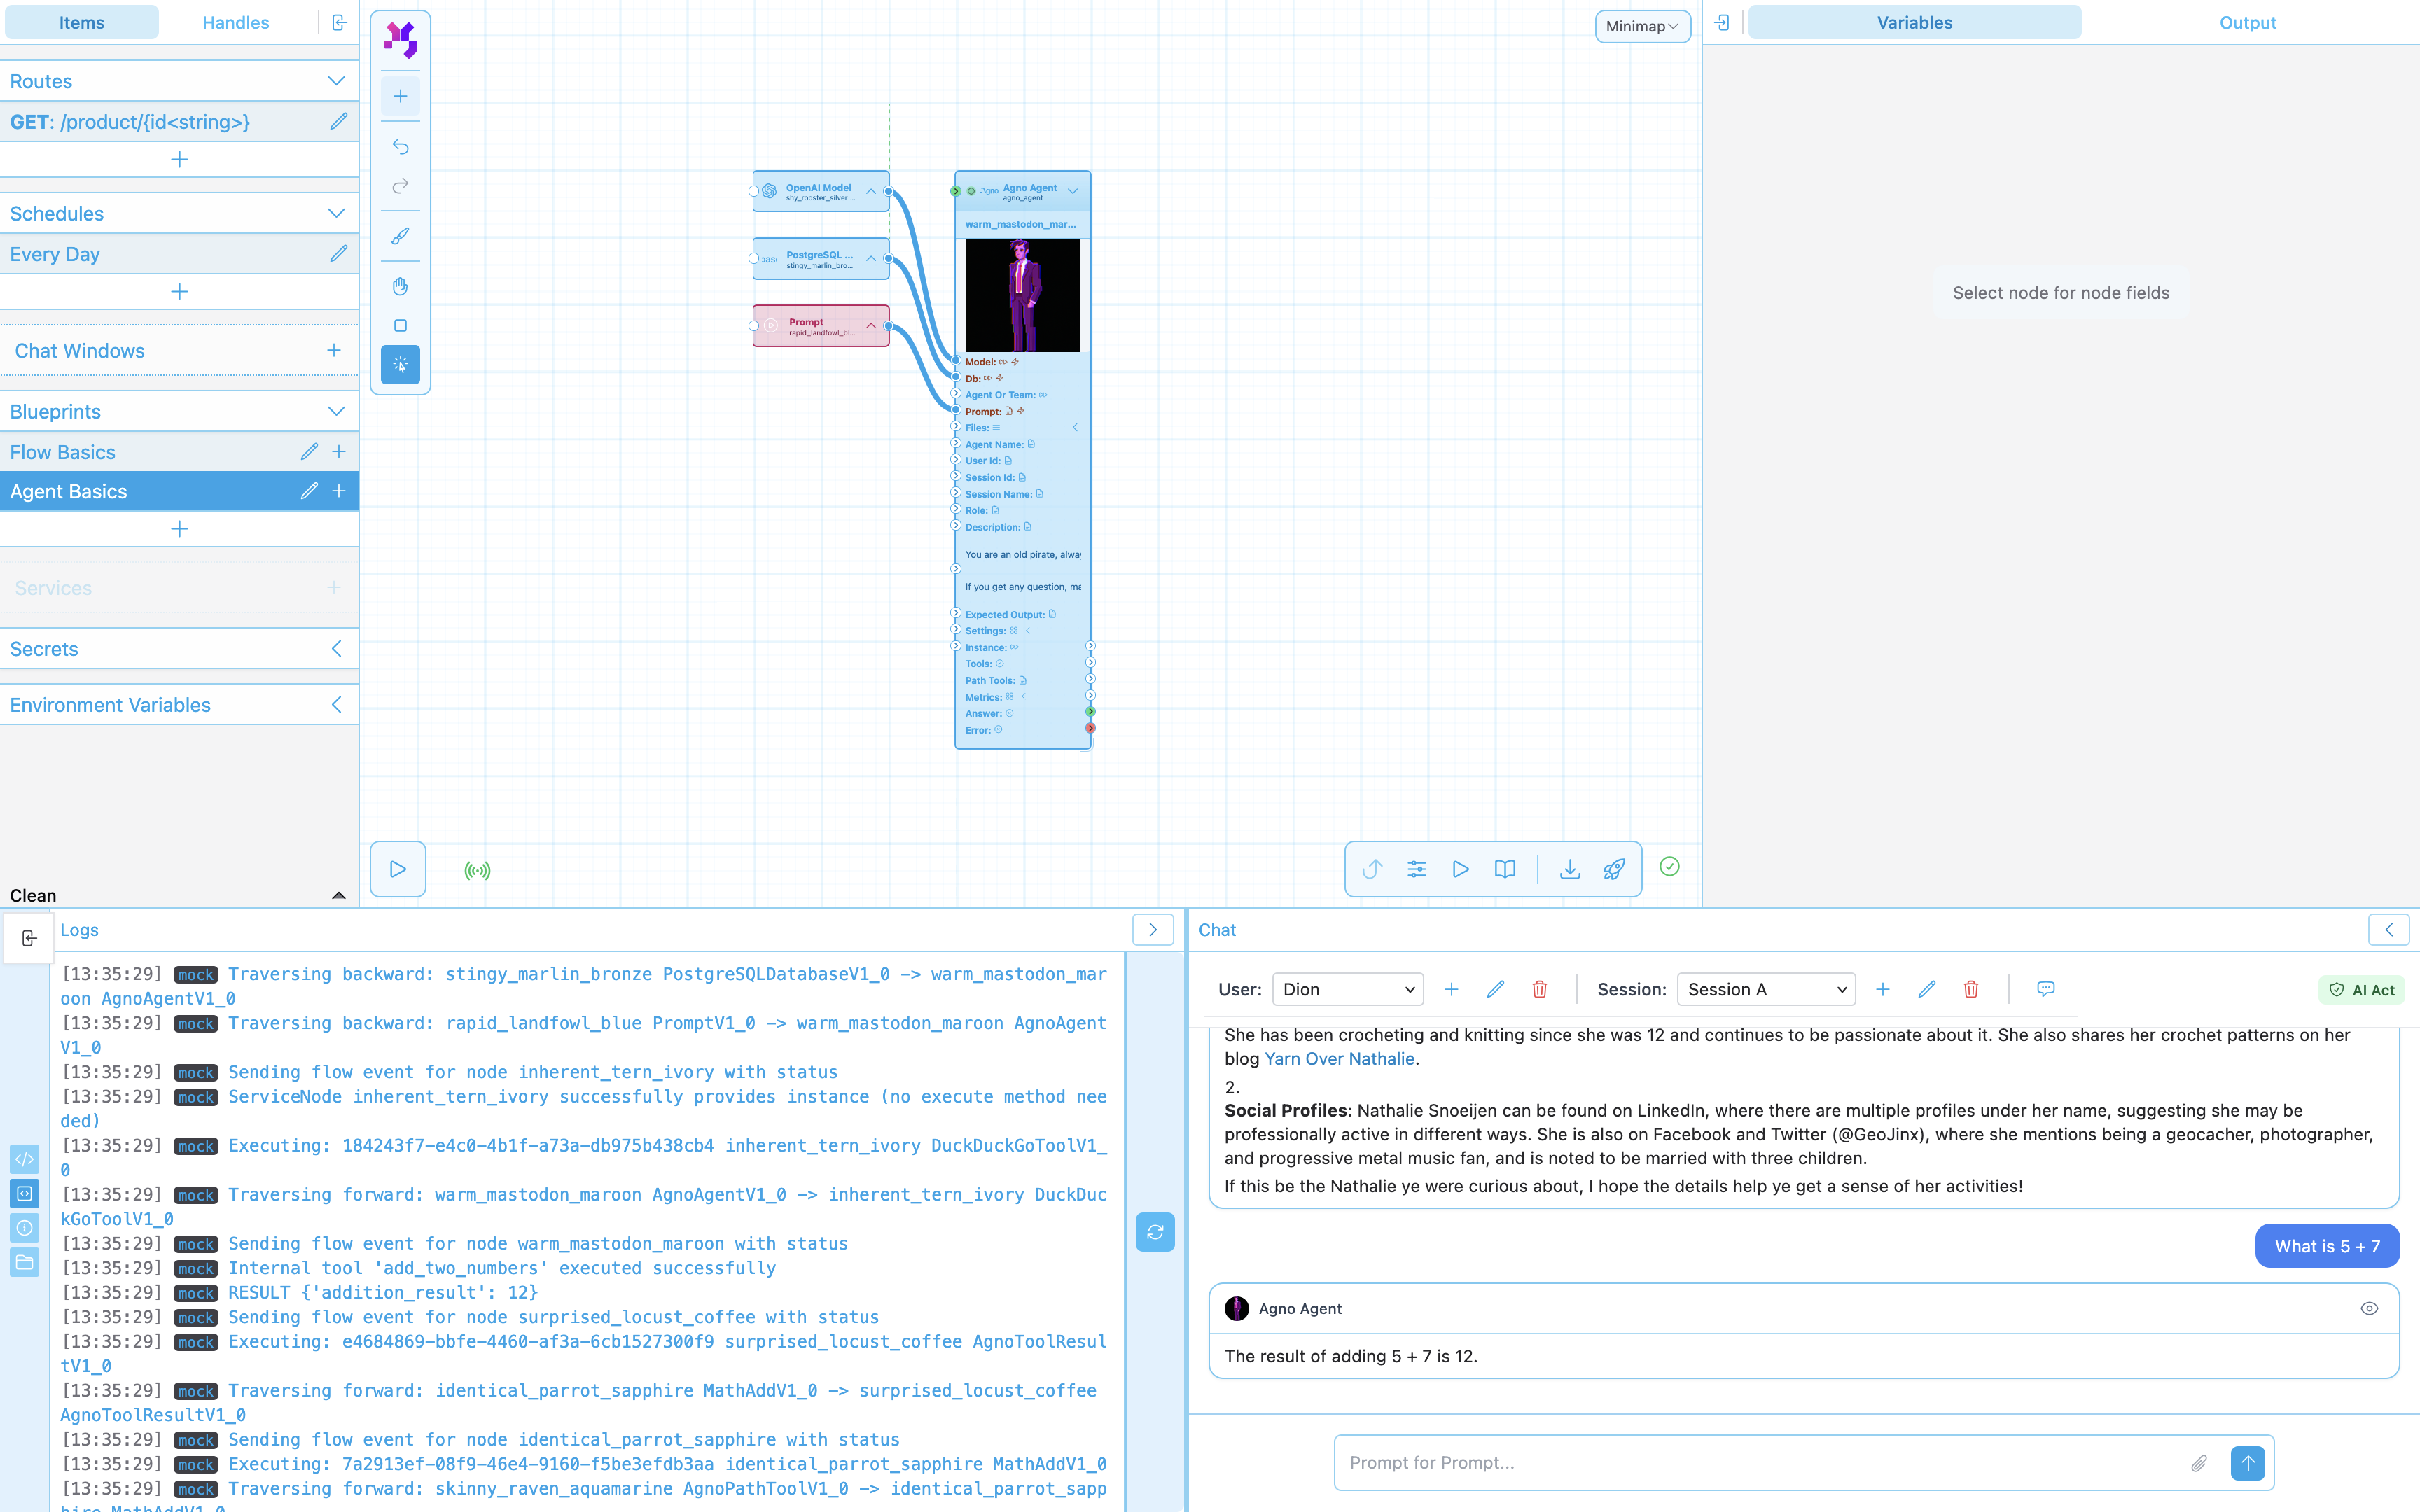 Items
Handles
Routes
GET: /product/{id<string>}
Schedules
Every Day
Chat Windows
Blueprints
Flow Basics
Agent Basics
Services
Secrets
Environment Variables
Clean
Minimap
OpenAI Model
shy_rooster_silver ...
PostgreSQL ...
stingy_marlin_bro...
Prompt
rapid_landfowl_bl...
Agno Agent
agno_agent
warm_mastodon_mar...
Model:
Db:
Agent Or Team:
Prompt:
Files:
Agent Name:
User Id:
Session Id:
Session Name:
Role:
Description:
You are an old pirate, alway
If you get any question, ma
Expected Output:
Settings:
Instance:
Tools:
Path Tools:
Metrics:
Answer:
Error:
Variables
Output
Select node for node fields
Logs
[13:35:29] mock Traversing backward: stingy_marlin_bronze PostgreSQLDatabaseV1_0 -> warm_mastodon_mar
oon AgnoAgentV1_0
[13:35:29] mock Traversing backward: rapid_landfowl_blue PromptV1_0 -> warm_mastodon_maroon AgnoAgent
V1_0
[13:35:29] mock Sending flow event for node inherent_tern_ivory with status
[13:35:29] mock ServiceNode inherent_tern_ivory successfully provides instance (no execute method nee
ded)
[13:35:29] mock Executing: 184243f7-e4c0-4b1f-a73a-db975b438cb4 inherent_tern_ivory DuckDuckGoToolV1_
0
[13:35:29] mock Traversing forward: warm_mastodon_maroon AgnoAgentV1_0 -> inherent_tern_ivory DuckDuc
kGoToolV1_0
[13:35:29] mock Sending flow event for node warm_mastodon_maroon with status
[13:35:29] mock Internal tool 'add_two_numbers' executed successfully
[13:35:29] mock RESULT {'addition_result': 12}
[13:35:29] mock Sending flow event for node surprised_locust_coffee with status
[13:35:29] mock Executing: e4684869-bbfe-4460-af3a-6cb1527300f9 surprised_locust_coffee AgnoToolResul
tV1_0
[13:35:29] mock Traversing forward: identical_parrot_sapphire MathAddV1_0 -> surprised_locust_coffee
AgnoToolResultV1_0
[13:35:29] mock Sending flow event for node identical_parrot_sapphire with status
[13:35:29] mock Executing: 7a2913ef-08f9-46e4-9160-f5be3efdb3aa identical_parrot_sapphire MathAddV1_0
[13:35:29] mock Traversing forward: skinny_raven_aquamarine AgnoPathToolV1_0 -> identical_parrot_sapp
hire MathAddV1_0
Chat
User: Dion
Session: Session A
AI Act
She has been crocheting and knitting since she was 12 and continues to be passionate about it. She also shares her crochet patterns on her
blog Yarn Over Nathalie.
2.
Social Profiles: Nathalie Snoeijen can be found on LinkedIn, where there are multiple profiles under her name, suggesting she may be
professionally active in different ways. She is also on Facebook and Twitter (@GeoJinx), where she mentions being a geocacher, photographer,
and progressive metal music fan, and is noted to be married with three children.
If this be the Nathalie ye were curious about, I hope the details help ye get a sense of her activities!
What is 5 + 7
Agno Agent
The result of adding 5 + 7 is 12.
Prompt for Prompt...